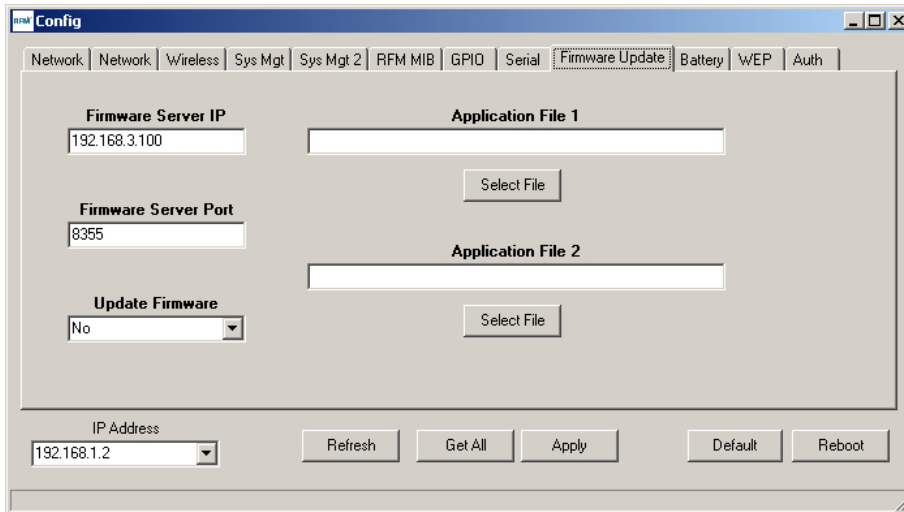 RFM Config
Network Network Wireless Sys Mgt Sys Mgt 2 RFM MIB GPIO Serial Firmware Update Battery WEP Auth
Firmware Server IP
192.168.3.100
Firmware Server Port
8355
Update Firmware
No
Application File 1
Select File
Application File 2
Select File
IP Address
192.168.1.2
Refresh Get All Apply Default Reboot